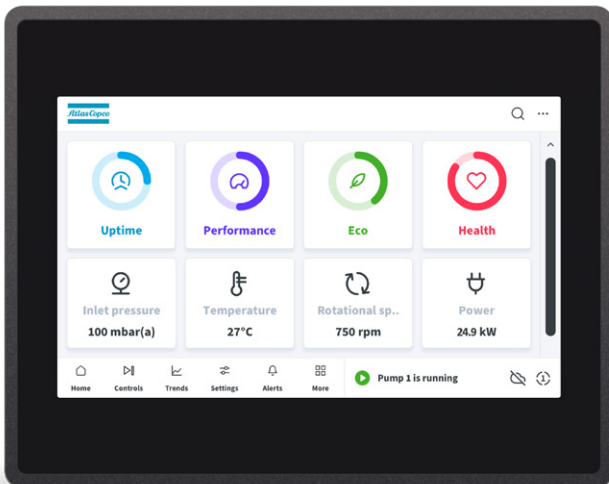 Atlas Copco
Uptime
Performance
Eco
Health
Inlet pressure
100 mbar(a)
Temperature
27°C
Rotational sp..
750 rpm
Power
24.9 kW
Home
Controls
Trends
Settings
Alerts
More
Pump 1 is running
1